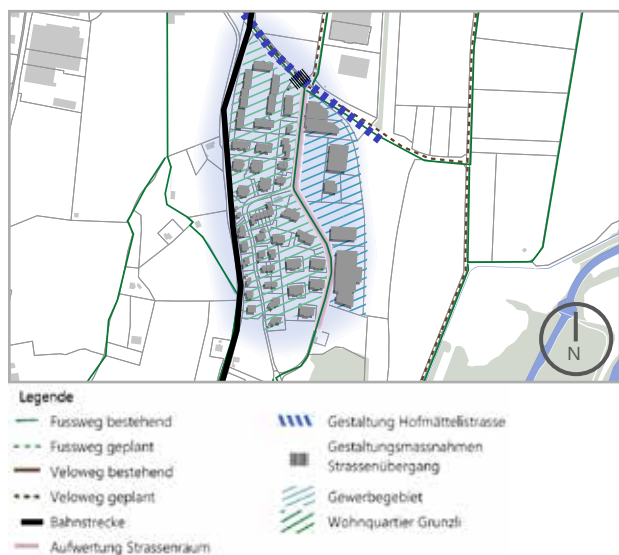 N
Legende
Fussweg bestehend
Fussweg geplant
Veloweg bestehend
Veloweg geplant
Bahnstrecke
Aufwertung Strassenraum
Gestaltung Hofmättelistrasse
Gestaltungsmassnahmen
Strassenübergang
Gewerbegebiet
Wohnquartier Grunzli